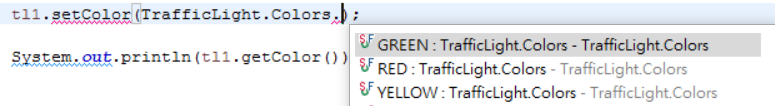 tl1.setColor(TrafficLight.Colors.);
GREEN : TrafficLight.Colors - TrafficLight.Colors
System.out.println(tl1.getColor())
RED : TrafficLight.Colors - TrafficLight.Colors
YELLOW : TrafficLight.Colors - TrafficLight.Colors